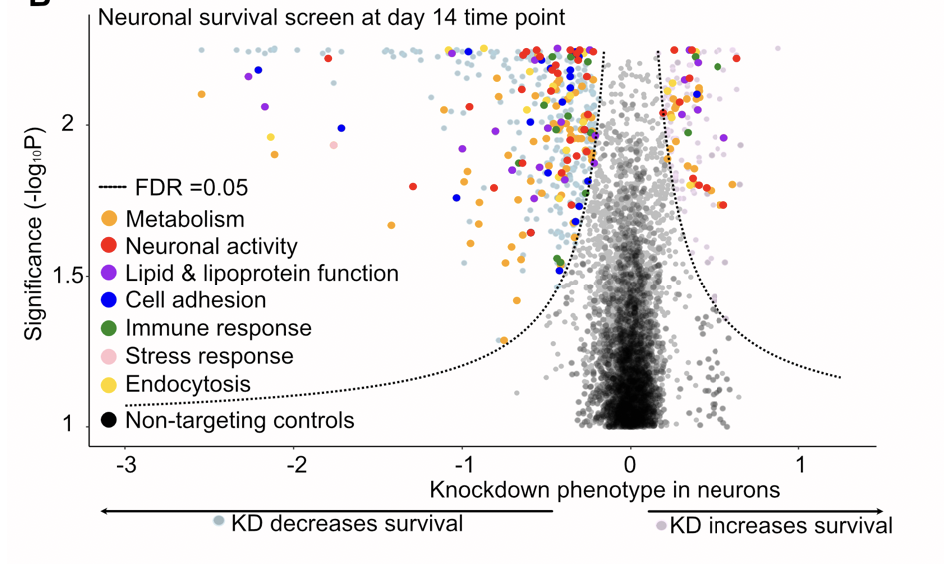 B
Neuronal survival screen at day 14 time point
Significance (-log10P)
2
1.5
1
FDR =0.05
Metabolism
Neuronal activity
Lipid & lipoprotein function
Cell adhesion
Immune response
Stress response
Endocytosis
Non-targeting controls
-3 -2 -1 0 1
Knockdown phenotype in neurons
KD decreases survival KD increases survival